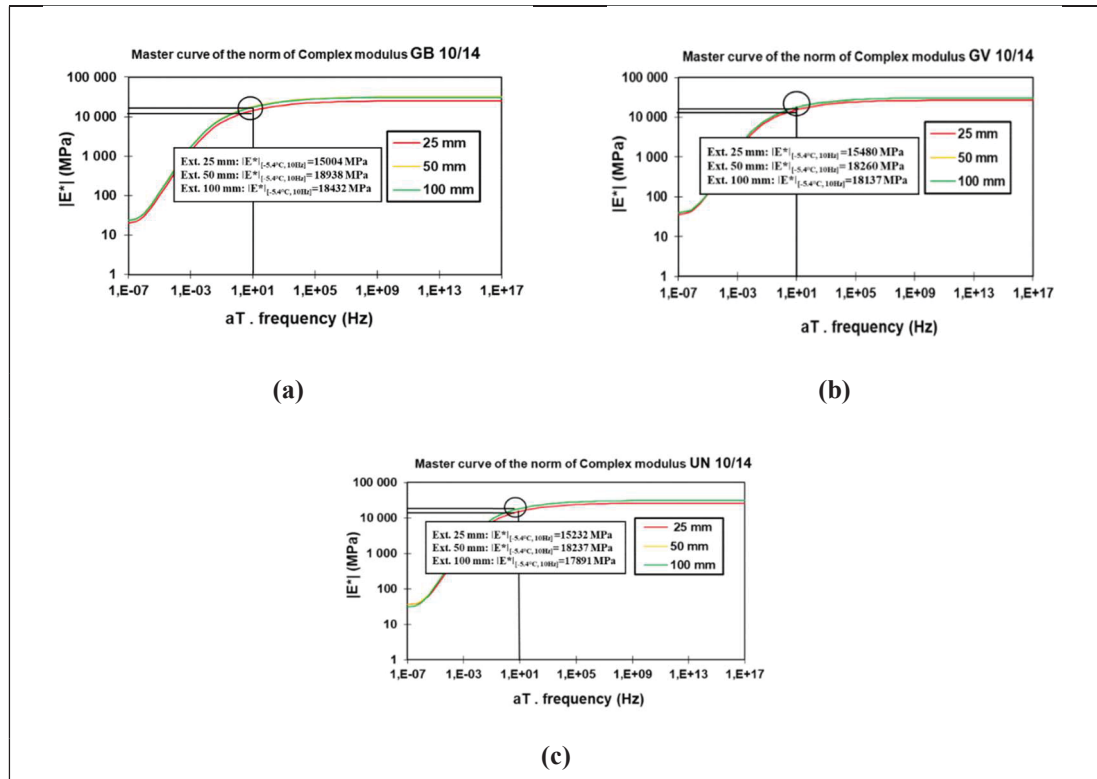 Master curve of the norm of Complex modulus GB 10/14
100 000
10 000
1 000
100
10
1
|E*| (MPa)
25 mm
50 mm
100 mm
Ext. 25 mm: |E*|[-5.4°C, 10Hz]=15004 MPa
Ext. 50 mm: |E*|[-5.4°C, 10Hz]=18938 MPa
Ext. 100 mm: |E*|[-5.4°C, 10Hz]=18432 MPa
1,E-07 1,E-03 1,E+01 1,E+05 1,E+09 1,E+13 1,E+17
aT . frequency (Hz)
(a)
Master curve of the norm of Complex modulus GV 10/14
100 000
10 000
1 000
100
10
1
|E*| (MPa)
25 mm
50 mm
100 mm
Ext. 25 mm: |E*|[-5.4°C, 10Hz]=15480 MPa
Ext. 50 mm: |E*|[-5.4°C, 10Hz]=18260 MPa
Ext. 100 mm: |E*|[-5.4°C, 10Hz]=18137 MPa
1,E-07 1,E-03 1,E+01 1,E+05 1,E+09 1,E+13 1,E+17
aT . frequency (Hz)
(b)
Master curve of the norm of Complex modulus UN 10/14
100 000
10 000
1 000
100
10
1
|E*| (MPa)
Ext. 25 mm: |E*|[-5.4°C, 10Hz]=15232 MPa
Ext. 50 mm: |E*|[-5.4°C, 10Hz]=18237 MPa
Ext. 100 mm: |E*|[-5.4°C, 10Hz]=17891 MPa
25 mm
50 mm
100 mm
1,E-07 1,E-03 1,E+01 1,E+05 1,E+09 1,E+13 1,E+17
aT . frequency (Hz)
(c)